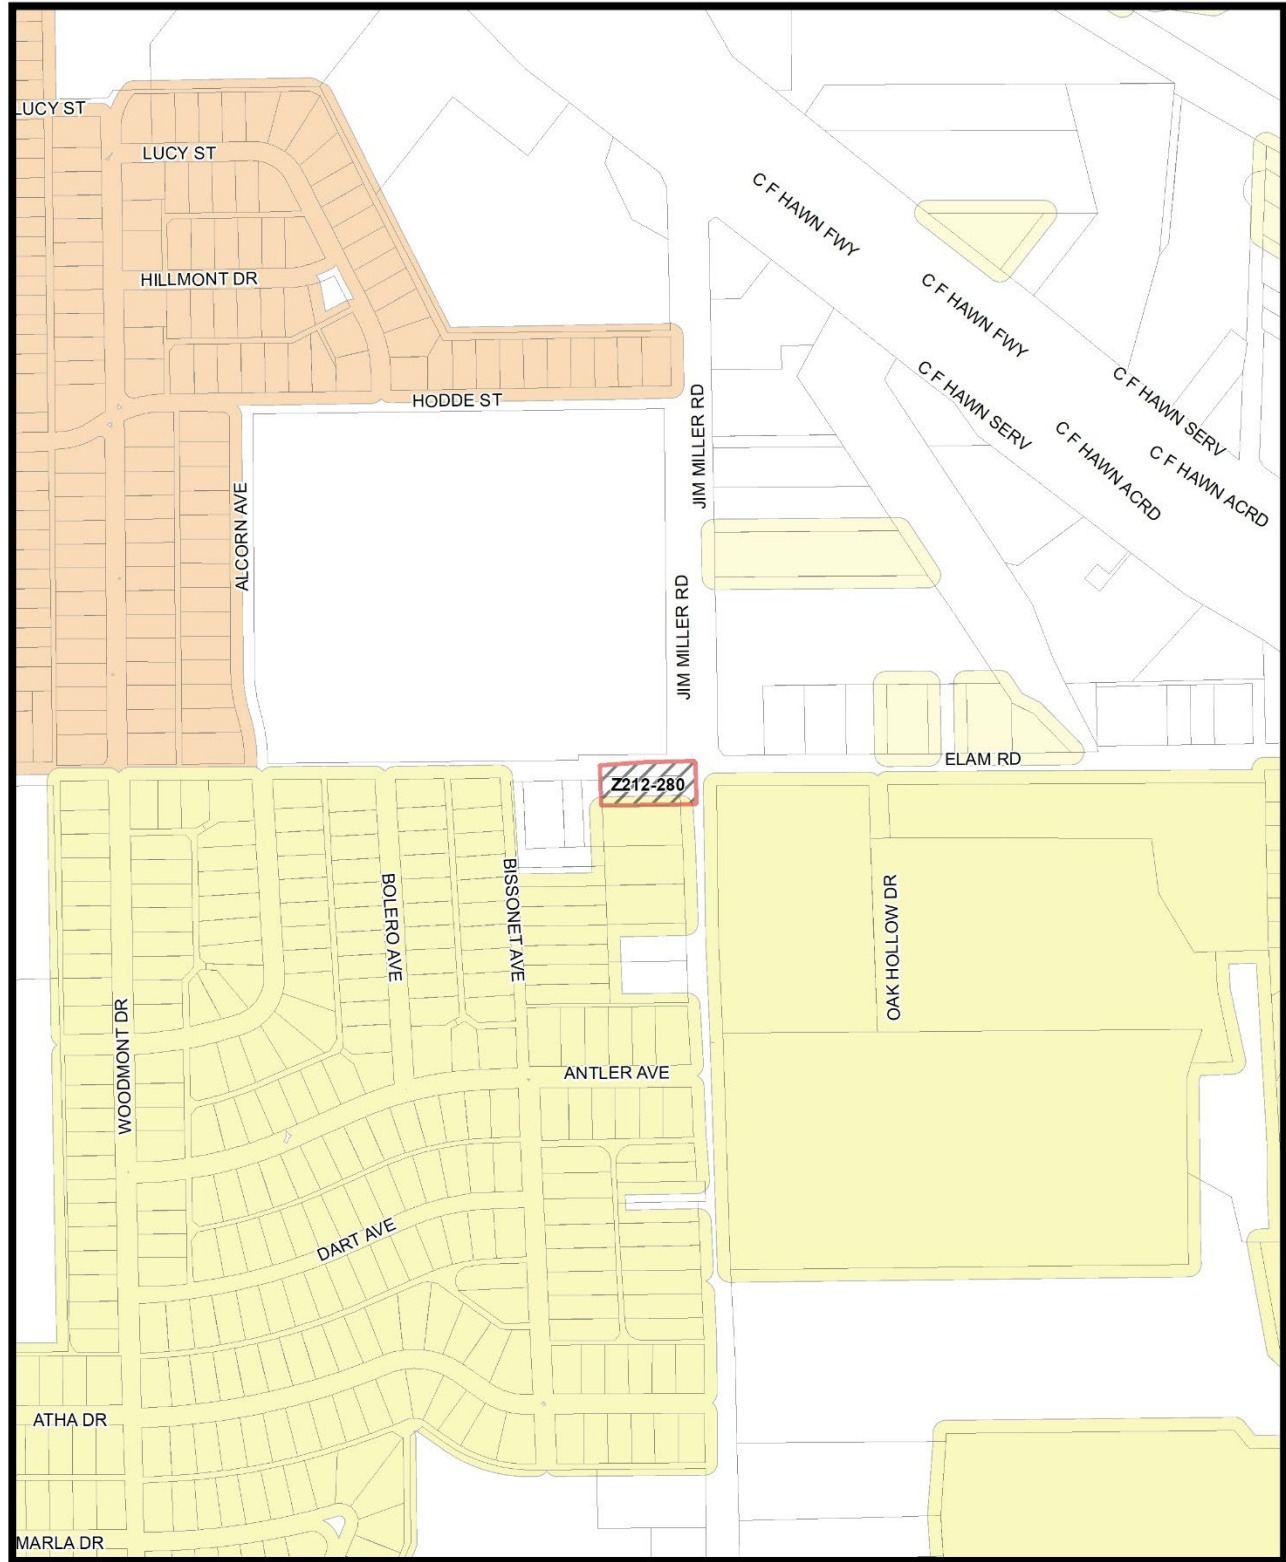 LUCY ST
LUCY ST
HILLMONT DR
HODDE ST
ALCORN AVE
JIM MILLER RD
JIM MILLER RD
C F HAWN FWY
C F HAWN FWY
C F HAWN SERV
C F HAWN SERV
C F HAWN ACRD
C F HAWN ACRD
ELAM RD
Z212-280
BOLERO AVE
BISSONET AVE
OAK HOLLOW DR
WOODMONT DR
ANTLER AVE
DART AVE
ATHA DR
MARLA DR